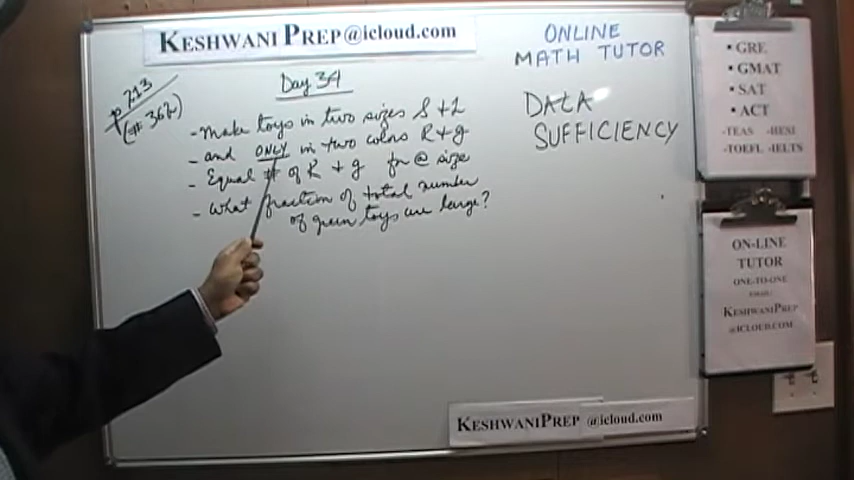 KESHWANI PREP@icloud.com
ONLINE
MATH TUTOR
Day 34
p 213
(# 362)
- Make toys in two sizes S + L
- and ONLY in two colors R + g
- Equal # of R + g for @ size
- What fraction of total number
of green toys are large?
DATA
SUFFICIENCY
• GRE
• GMAT
• SAT
• ACT
-TEAS -HESI
-TOEFL -IELTS
ON-LINE
TUTOR
ONE-TO-ONE
EMAIL:
KESHWANIPREP
@ICLOUD.COM
KESHWANIPREP @icloud.com